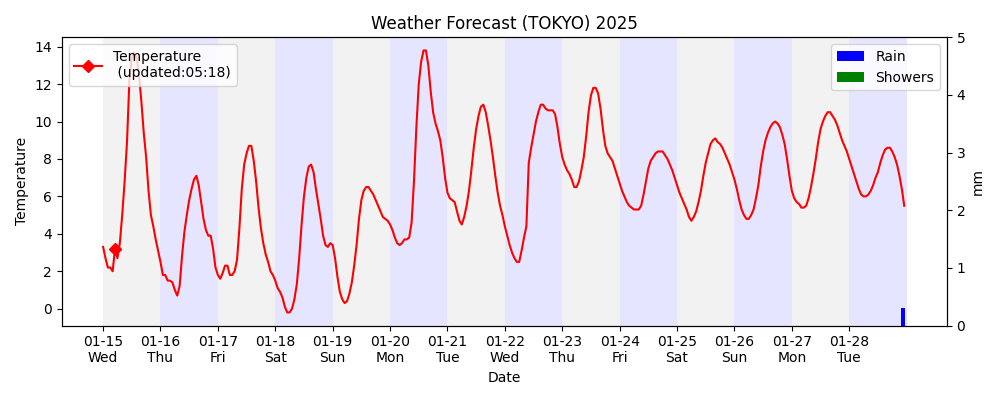 Weather Forecast (TOKYO) 2025
Temperature
(updated:05:18)
Rain
Showers
Temperature
14
12
10
8
6
4
2
0
5
4
3
2
1
0
mm
01-15 01-16 01-17 01-18 01-19 01-20 01-21 01-22 01-23 01-24 01-25 01-26 01-27 01-28
Wed Thu Fri Sat Sun Mon Tue Wed Thu Fri Sat Sun Mon Tue
Date